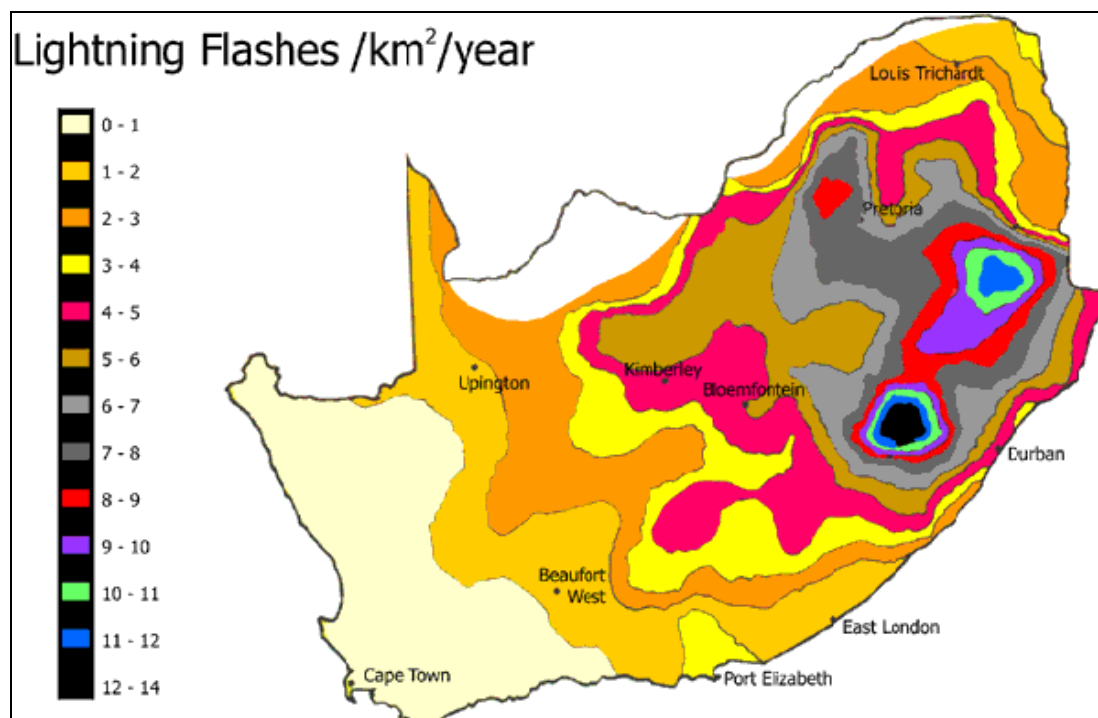 Lightning Flashes /km²/year
0 - 1
1 - 2
2 - 3
3 - 4
4 - 5
5 - 6
6 - 7
7 - 8
8 - 9
9 - 10
10 - 11
11 - 12
12 - 14
Louis Trichardt
Pretoria
Upington
Kimberley
Bloemfontein
Durban
Beaufort
West
East London
Cape Town
Port Elizabeth